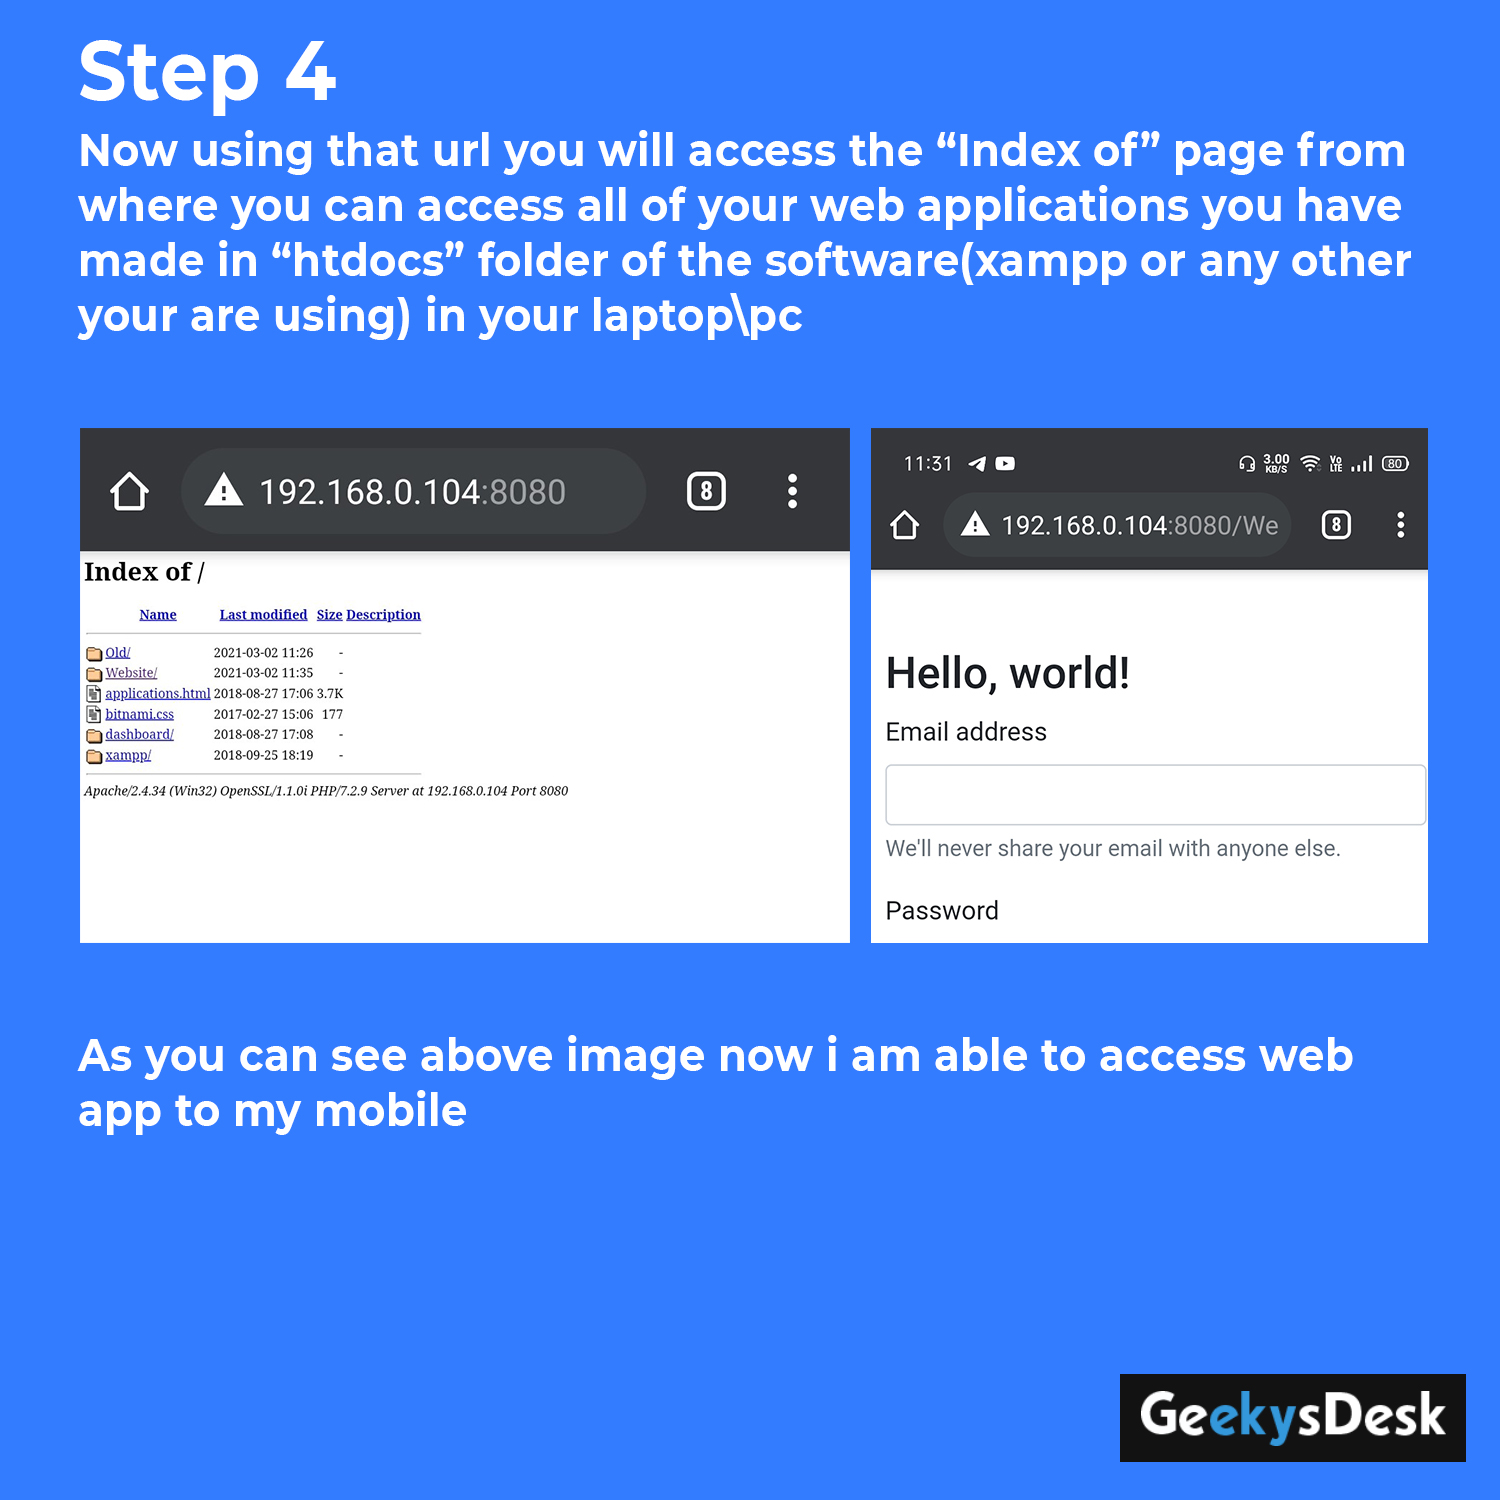 Step 4
Now using that url you will access the “Index of” page from
where you can access all of your web applications you have
made in “htdocs” folder of the software(xampp or any other
your are using) in your laptop\pc
192.168.0.104:8080
8
Index of /
Name Last modified Size Description
Old/ 2021-03-02 11:26 -
Website/ 2021-03-02 11:35 -
applications.html 2018-08-27 17:06 3.7K
bitnami.css 2017-02-27 15:06 177
dashboard/ 2018-08-27 17:08 -
xampp/ 2018-09-25 18:19 -
Apache/2.4.34 (Win32) OpenSSL/1.1.0i PHP/7.2.9 Server at 192.168.0.104 Port 8080
11:31 3.00 KB/S Vo LTE 80
192.168.0.104:8080/We
8
Hello, world!
Email address
We'll never share your email with anyone else.
Password
As you can see above image now i am able to access web
app to my mobile
GeekysDesk